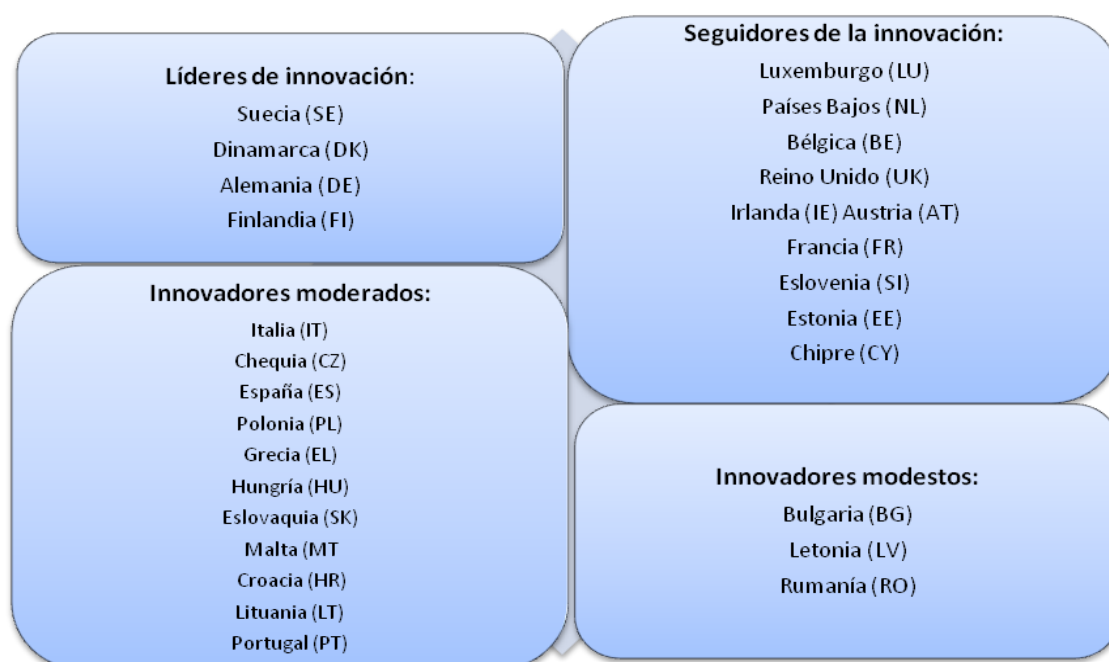 Líderes de innovación:
Suecia (SE)
Dinamarca (DK)
Alemania (DE)
Finlandia (FI)
Seguidores de la innovación:
Luxemburgo (LU)
Países Bajos (NL)
Bélgica (BE)
Reino Unido (UK)
Irlanda (IE) Austria (AT)
Francia (FR)
Eslovenia (SI)
Estonia (EE)
Chipre (CY)
Innovadores moderados:
Italia (IT)
Chequia (CZ)
España (ES)
Polonia (PL)
Grecia (EL)
Hungría (HU)
Eslovaquia (SK)
Malta (MT
Croacia (HR)
Lituania (LT)
Portugal (PT)
Innovadores modestos:
Bulgaria (BG)
Letonia (LV)
Rumanía (RO)